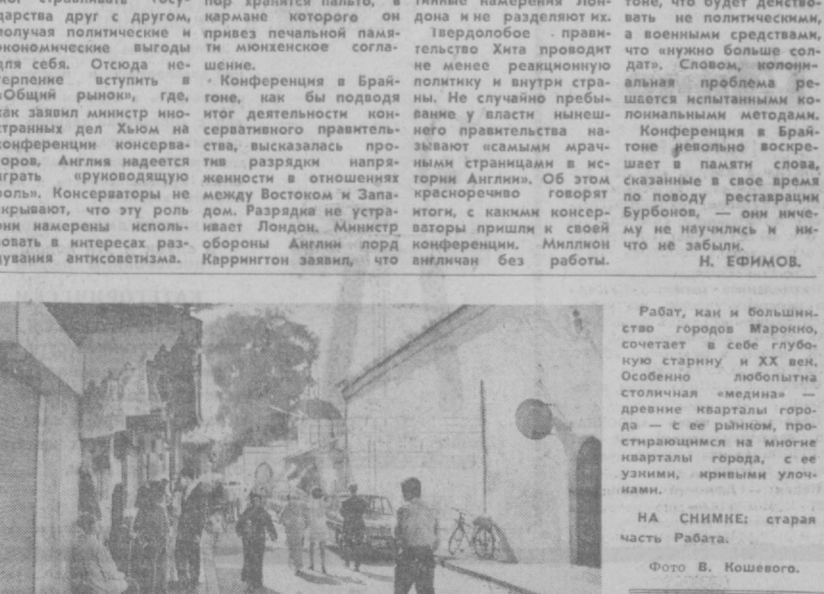 дарства друг с другом,
получая политические и
экономические выгоды
для себя. Отсюда не-
терпение вступить в
«Общий рынок», где,
как заявил министр ино-
странных дел Хьюм на
конференции консерва-
торов, Англия надеется
играть «руководящую
роль». Консерваторы не
скрывают, что эту роль
они намерены исполь-
зовать в интересах раз-
дувания антисоветизма.
пор хранится пальто, в
кармане которого он
привез печальной памя-
ти мюнхенское согла-
шение.
Конференция в Брай-
тоне, как бы подводя
итог деятельности кон-
сервативного правитель-
ства, высказалась про-
тив разрядки напря-
женности в отношениях
между Востоком и Запа-
дом. Разрядка не устра-
ивает Лондон. Министр
обороны Англии лорд
Каррингтон заявил, что
тинные намерения Лон-
дона и не разделяют их.
Твердолобое прави-
тельство Хита проводит
не менее реакционную
политику и внутри стра-
ны. Не случайно пребы-
вание у власти нынеш-
него правительства на-
зывают «самыми мрач-
ными страницами в ис-
тории Англии». Об этом
красноречиво говорят
итоги, с какими консер-
ваторы пришли к своей
конференции. Миллион
англичан без работы.
тоне, что будет действо-
вать не политическими,
а военными средствами,
что «нужно больше сол-
дат». Словом, колони-
альная проблема ре-
шается испытанными ко-
лониальными методами.
Конференция в Брай-
тоне невольно воскре-
шает в памяти слова,
сказанные в свое время
по поводу реставрации
Бурбонов, — они ниче-
му не научились и ни-
что не забыли.
Н. ЕФИМОВ.
Рабат, как и большин-
ство городов Марокко,
сочетает в себе глубо-
кую старину и XX век.
Особенно любопытна
столичная «медина» —
древние кварталы горо-
да — с ее рынком, про-
стирающимся на многие
кварталы города, с ее
узкими, кривыми улоч-
ками.
НА СНИМКЕ: старая
часть Рабата.
Фото В. Кошевого.